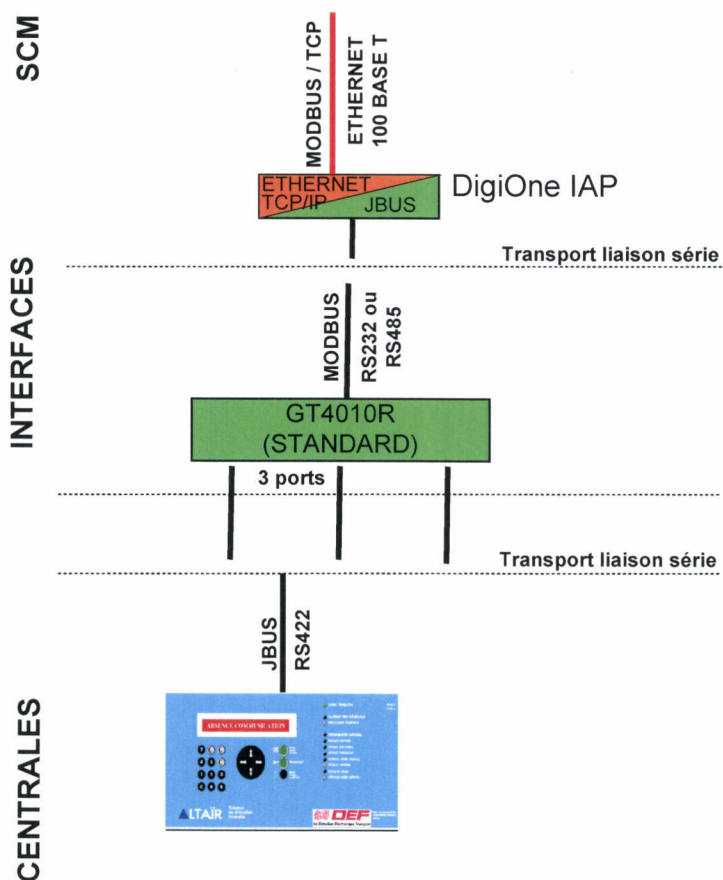 SCM
MODBUS / TCP
ETHERNET
100 BASE T
ETHERNET
TCP/IP
JBUS
DigiOne IAP
Transport liaison série
INTERFACES
MODBUS
RS232 ou
RS485
GT4010R
(STANDARD)
3 ports
Transport liaison série
JBUS
RS422
CENTRALES
ABSENCE COMMUNICATION
ALTAÏR
DEF